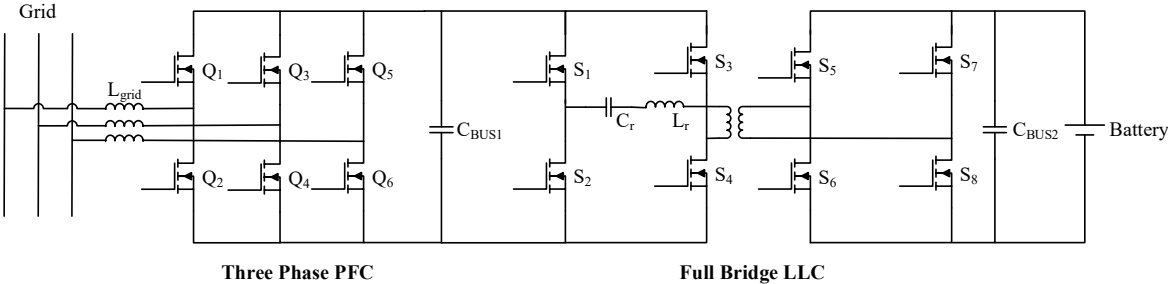 Grid
Q1
Q3
Q5
S1
S3
S5
S7
Lgrid
Cr
Lr
CBUS1
CBUS2
Battery
Q2
Q4
Q6
S2
S4
S6
S8
Three Phase PFC
Full Bridge LLC